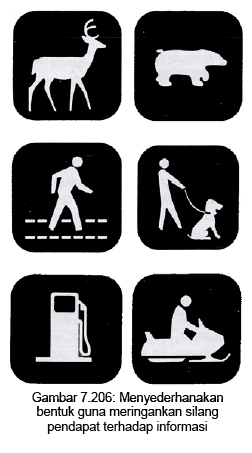 Gambar 7.206: Menyederhanakan
bentuk guna meringankan silang
pendapat terhadap informasi